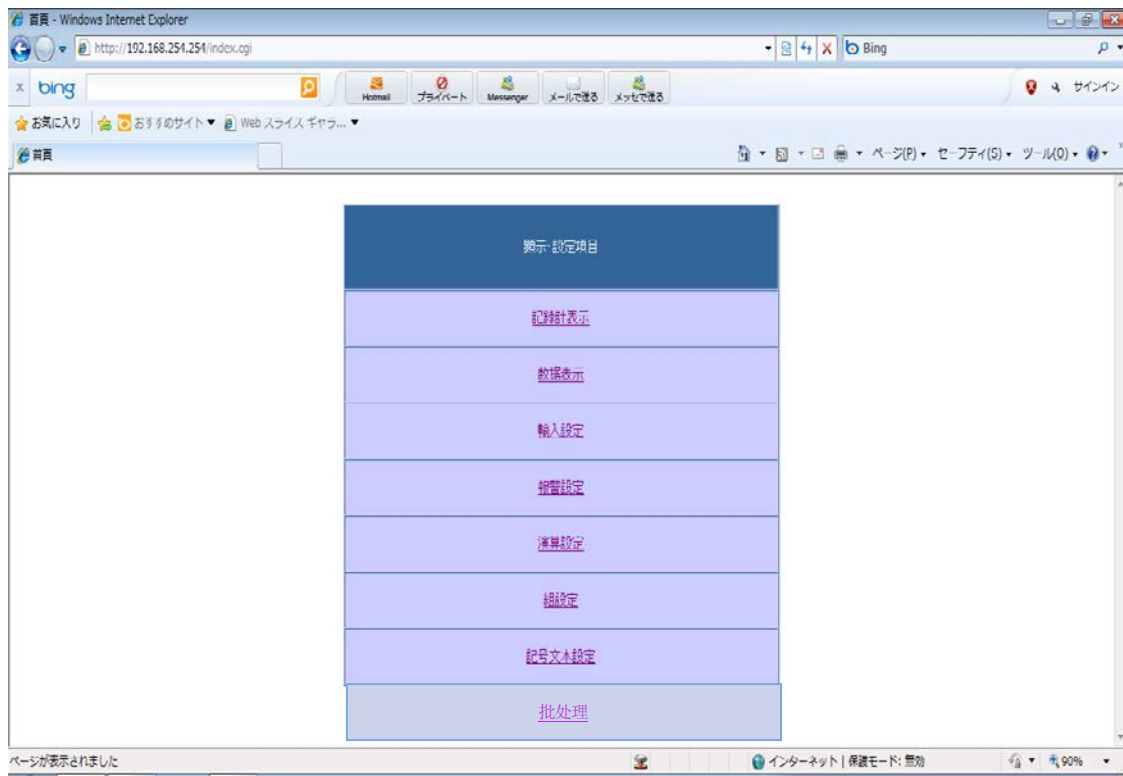 首頁 - Windows Internet Explorer
http://192.168.254.254/index.cgi
Bing
x bing
Hotmail プライベート Messenger メールで送る メッセで送る サインイン
お気に入り おすすめサイト▼ Web スライス ギャラ... ▼
首頁 ページ(P) セーフティ(S) ツール(O)
顕示·設定項目
記録計表示
数据表示
輸入設定
報警設定
演算設定
組設定
記号文本設定
批处理
ページが表示されました インターネット | 保護モード: 無効 90%